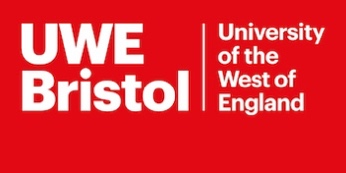 UWE
Bristol
University
of the
West of
England